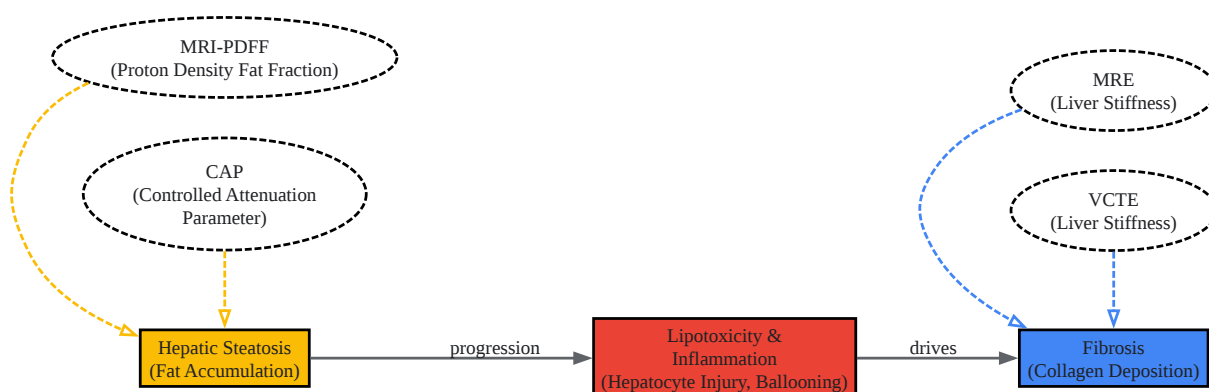 MRI-PDFF
(Proton Density Fat Fraction)
MRE
(Liver Stiffness)
CAP
(Controlled Attenuation
Parameter)
VCTE
(Liver Stiffness)
Hepatic Steatosis
(Fat Accumulation)
progression
Lipotoxicity &
Inflammation
(Hepatocyte Injury, Ballooning)
drives
Fibrosis
(Collagen Deposition)